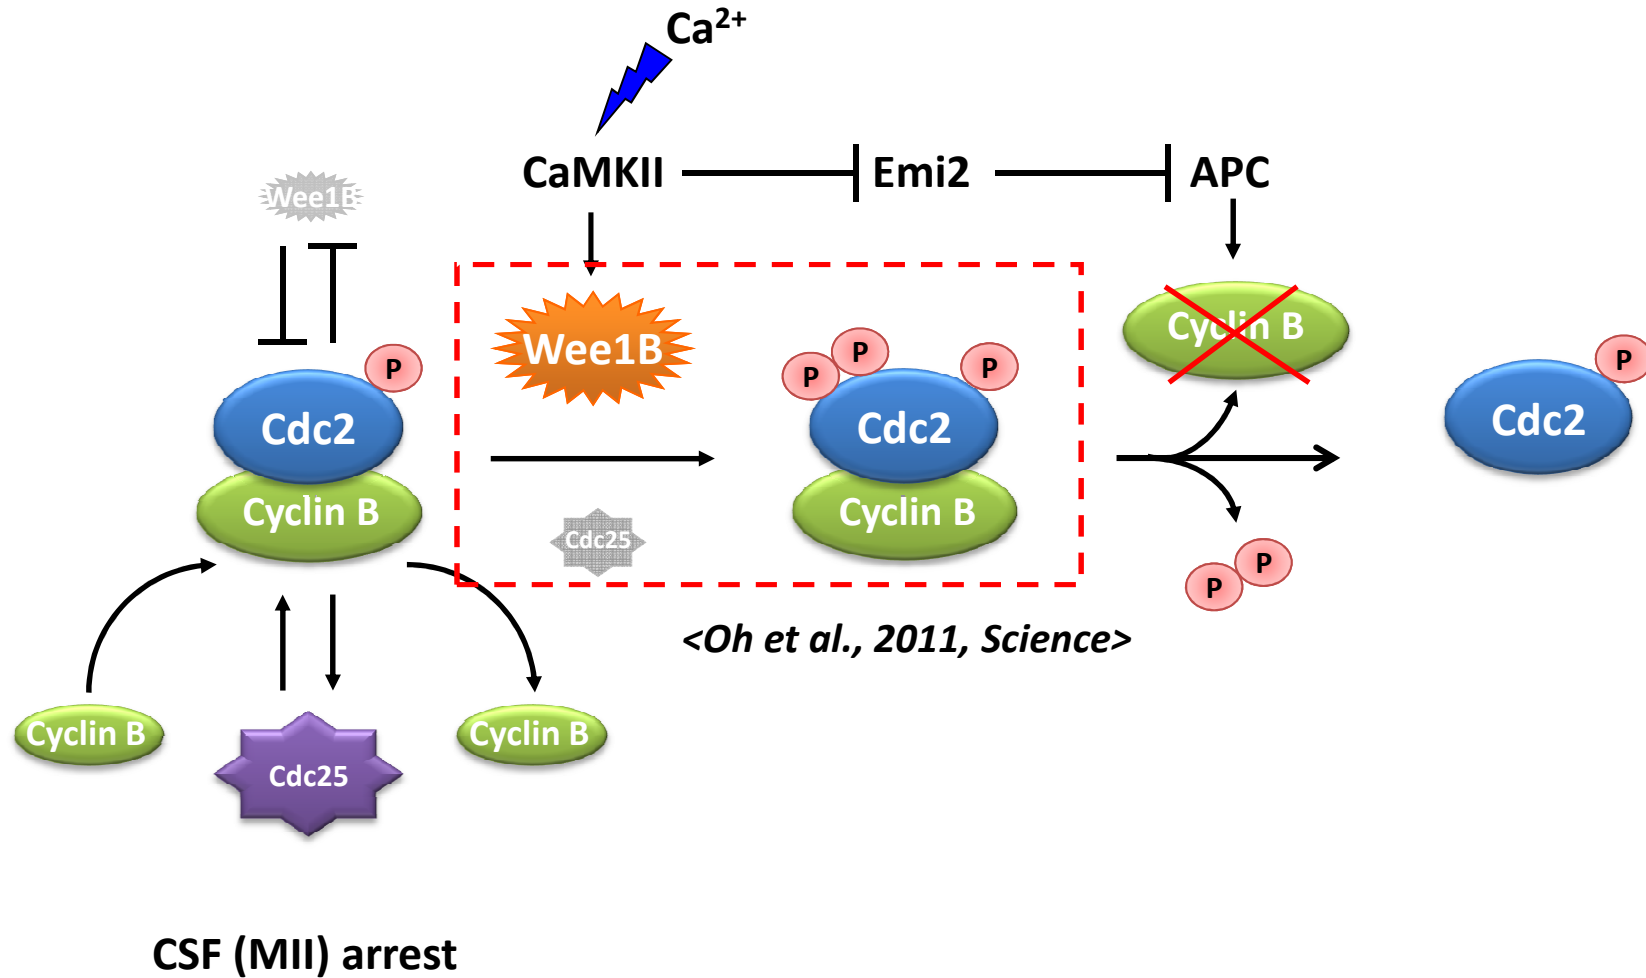 Ca2+
CaMKII
Emi2
APC
Wee1B
Wee1B
Cyclin B
P
P
P
P
P
Cdc2
Cdc2
Cdc2
Cyclin B
Cyclin B
Cdc25
P
P
<Oh et al., 2011, Science>
Cyclin B
Cdc25
Cyclin B
CSF (MII) arrest